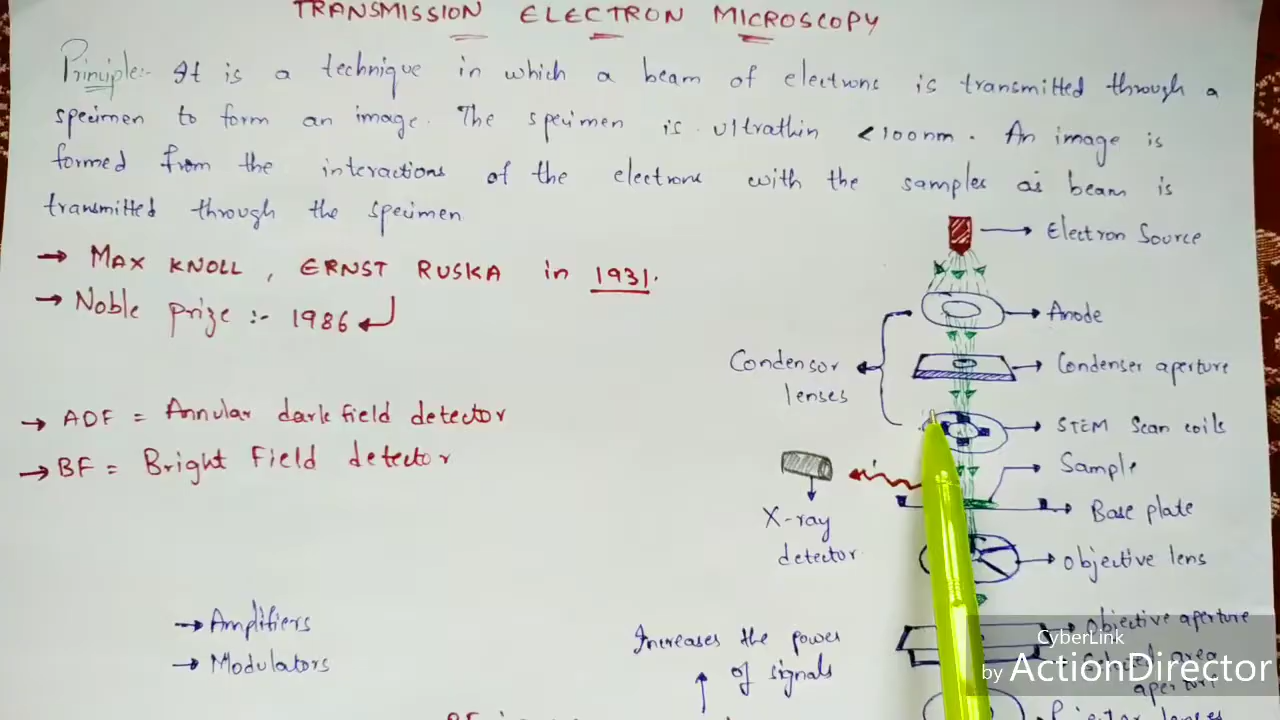 TRANSMISSION ELECTRON MICROSCOPY
Principle:- It is a technique in which a beam of electrons is transmitted through a
specimen to form an image. The specimen is ultrathin <100nm. An image is
formed from the interactions of the electrons with the samples as beam is
transmitted through the specimen
→ MAX KNOLL, ERNST RUSKA in 1931.
→ Noble prize :- 1986
→ ADF = Annular dark field detector
→ BF = Bright Field detector
→ Amplifiers
→ Modulators
Electron Source
Anode
Condensor
lenses
Condenser aperture
STEM Scan coils
Sample
Base plate
X-ray
detector
Objective lens
Objective aperture
Increases the power
of signals
area
lenses
CyberLink
by ActionDirector